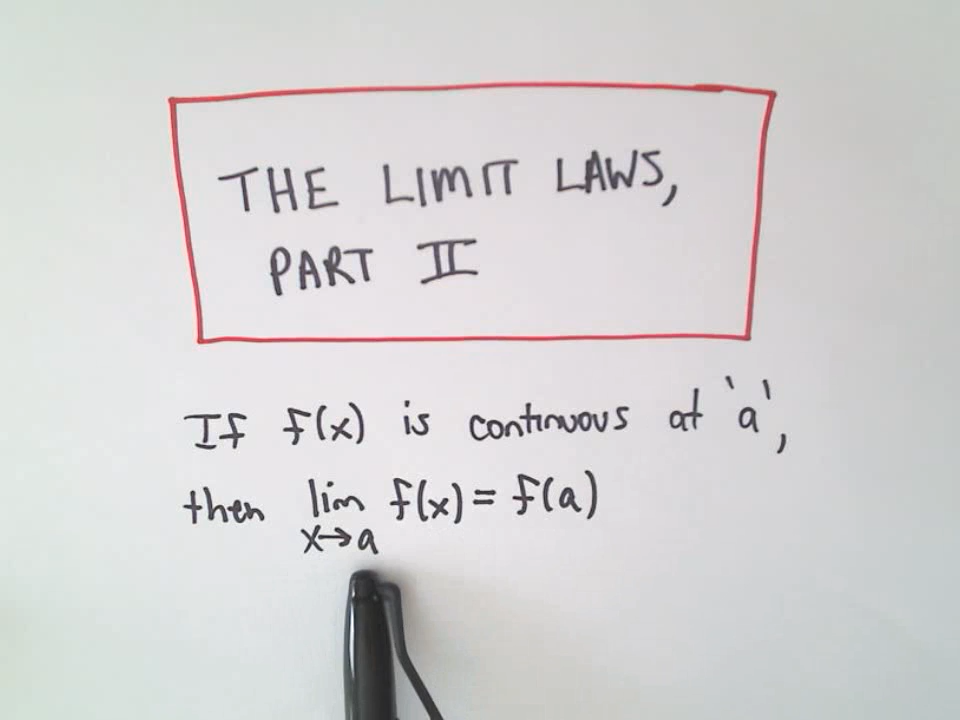 THE LIMIT LAWS,
PART II
If f(x) is continuous at 'a',
then lim f(x) = f(a)
x→a